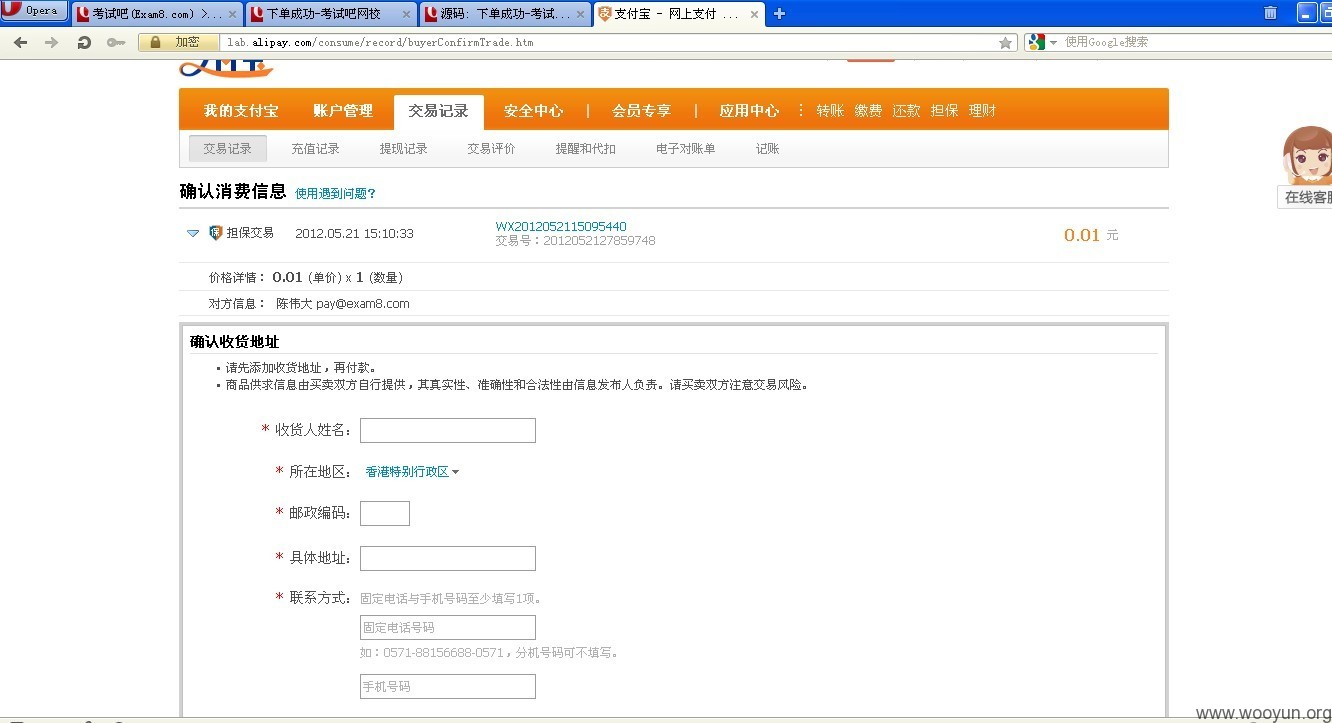 Opera
考试吧(Exam8.com) >...
下单成功-考试吧网校
源码: 下单成功-考试...
支付宝 - 网上支付 ...
加密
lab.alipay.com/consume/record/buyerConfirmTrade.htm
使用Google搜索
我的支付宝 账户管理 交易记录 安全中心 | 会员专享 | 应用中心 ⋮ 转账 缴费 还款 担保 理财
交易记录 充值记录 提现记录 交易评价 提醒和代扣 电子对账单 记账
确认消费信息 使用遇到问题?
担保交易 2012.05.21 15:10:33 WX2012052115095440 0.01 元
交易号：2012052127859748
价格详情： 0.01 (单价) x 1 (数量)
对方信息： 陈伟大 pay@exam8.com
在线客服
确认收货地址
• 请先添加收货地址，再付款。
• 商品供求信息由买卖双方自行提供，其真实性、准确性和合法性由信息发布人负责。请买卖双方注意交易风险。
* 收货人姓名:
* 所在地区: 香港特别行政区
* 邮政编码:
* 具体地址:
* 联系方式: 固定电话与手机号码至少填写1项。
固定电话号码
如：0571-88156688-0571，分机号码可不填写。
手机号码
www.wooyun.org